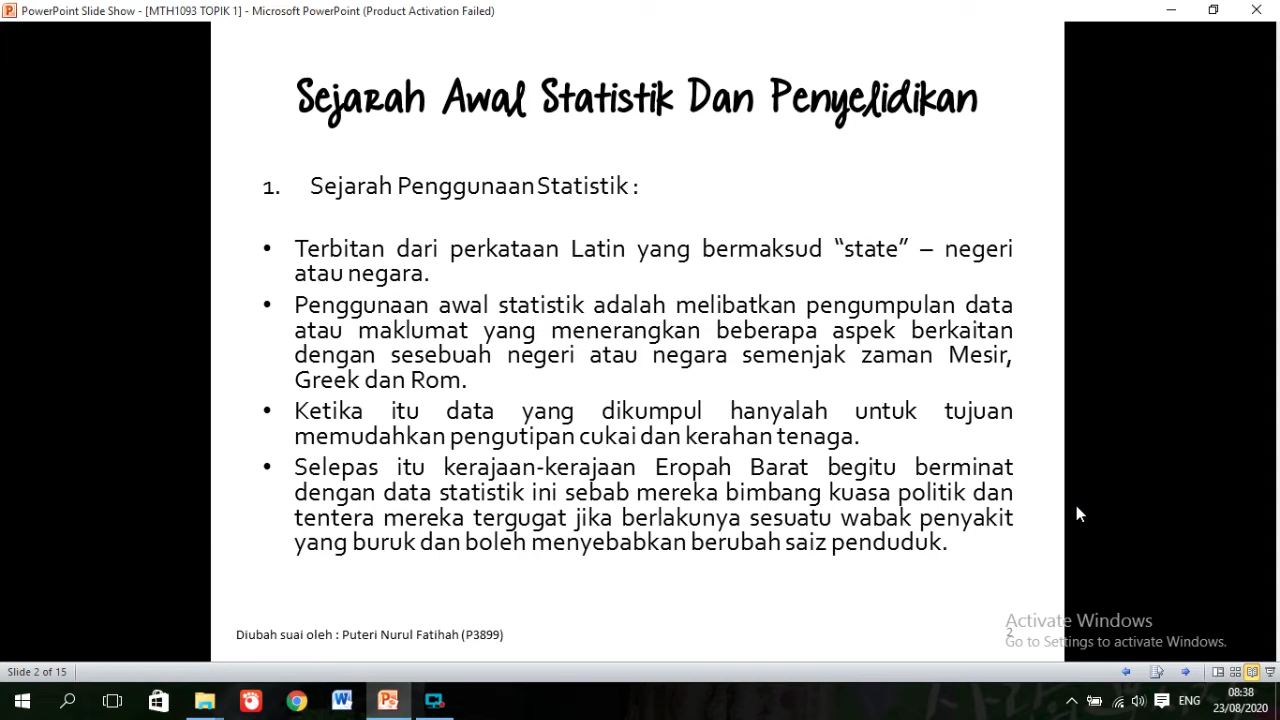 PowerPoint Slide Show - [MTH1093 TOPIK 1] - Microsoft PowerPoint (Product Activation Failed)
Sejarah Awal Statistik Dan Penyelidikan
1. Sejarah Penggunaan Statistik :
• Terbitan dari perkataan Latin yang bermaksud “state” – negeri
atau negara.
• Penggunaan awal statistik adalah melibatkan pengumpulan data
atau maklumat yang menerangkan beberapa aspek berkaitan
dengan sesebuah negeri atau negara semenjak zaman Mesir,
Greek dan Rom.
• Ketika itu data yang dikumpul hanyalah untuk tujuan
memudahkan pengutipan cukai dan kerahan tenaga.
• Selepas itu kerajaan-kerajaan Eropah Barat begitu berminat
dengan data statistik ini sebab mereka bimbang kuasa politik dan
tentera mereka tergugat jika berlakunya sesuatu wabak penyakit
yang buruk dan boleh menyebabkan berubah saiz penduduk.
Diubah suai oleh : Puteri Nurul Fatihah (P3899)
2
Activate Windows
Go to Settings to activate Windows.
Slide 2 of 15
ENG
08:38
23/08/2020